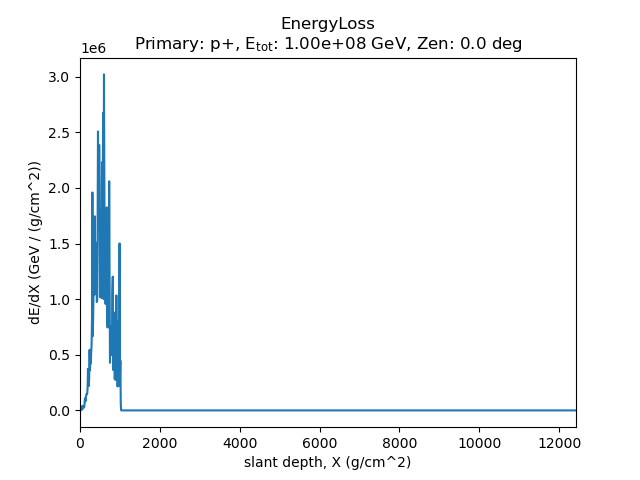 EnergyLoss
Primary: p+, E_tot: 1.00e+08 GeV, Zen: 0.0 deg
1e6
3.0
2.5
2.0
1.5
1.0
0.5
0.0
dE/dX (GeV / (g/cm^2))
0 2000 4000 6000 8000 10000 12000
slant depth, X (g/cm^2)